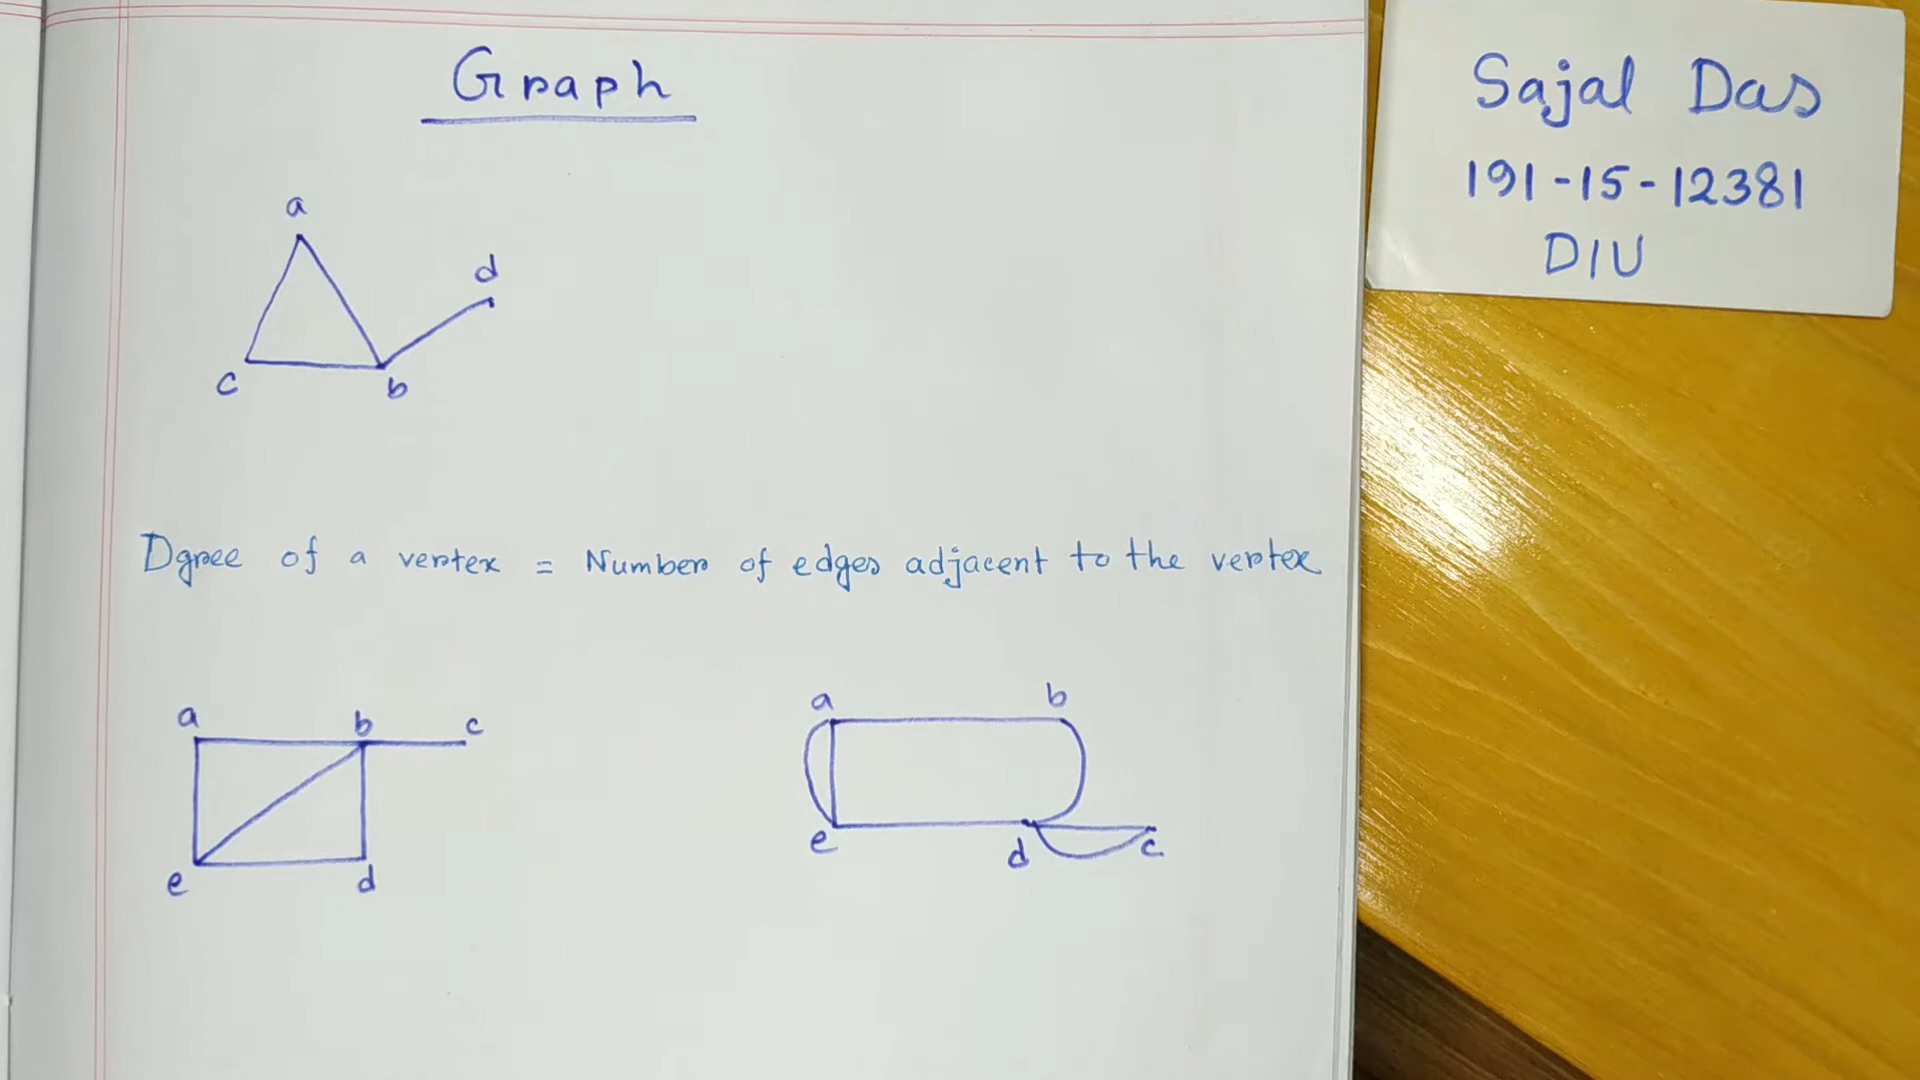 Graph
Sajal Das
191-15-12381
DIU
a
d
c
b
Dgree of a vertex = Number of edges adjacent to the vertex
a b c
e d
a b
e d c